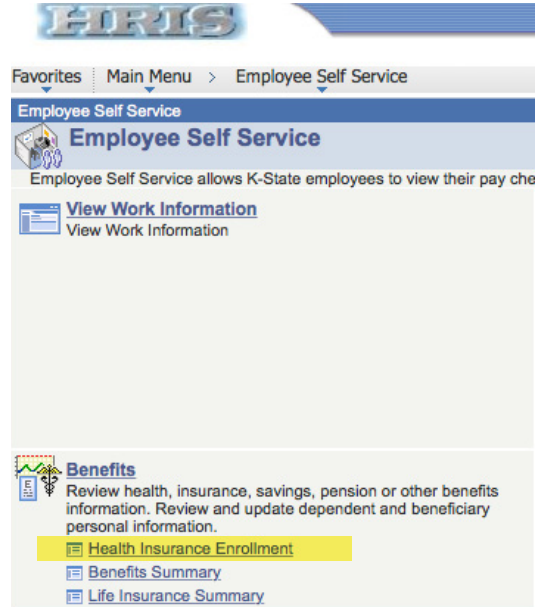 HRIS
Favorites Main Menu > Employee Self Service
Employee Self Service
Employee Self Service
Employee Self Service allows K-State employees to view their pay che
View Work Information
View Work Information
Benefits
Review health, insurance, savings, pension or other benefits
information. Review and update dependent and beneficiary
personal information.
Health Insurance Enrollment
Benefits Summary
Life Insurance Summary